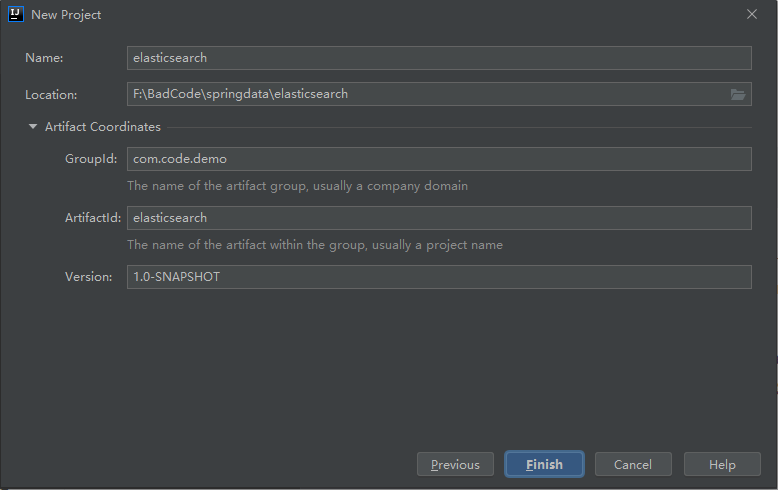 New Project
Name: elasticsearch
Location: F:\BadCode\springdata\elasticsearch
Artifact Coordinates
GroupId: com.code.demo
The name of the artifact group, usually a company domain
ArtifactId: elasticsearch
The name of the artifact within the group, usually a project name
Version: 1.0-SNAPSHOT
Previous Finish Cancel Help